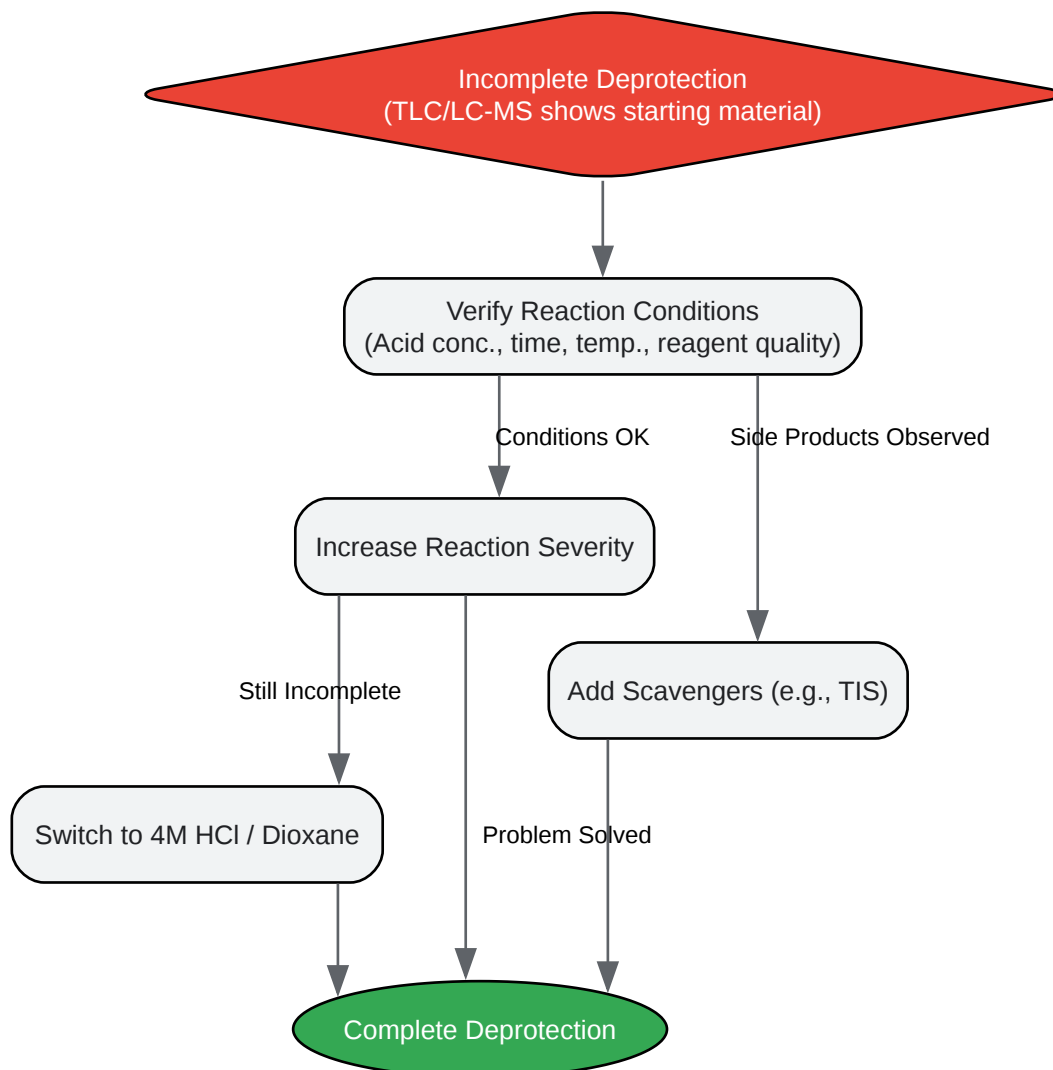 Incomplete Deprotection
(TLC/LC-MS shows starting material)
Verify Reaction Conditions
(Acid conc., time, temp., reagent quality)
Conditions OK
Side Products Observed
Increase Reaction Severity
Still Incomplete
Add Scavengers (e.g., TIS)
Switch to 4M HCl / Dioxane
Problem Solved
Complete Deprotection